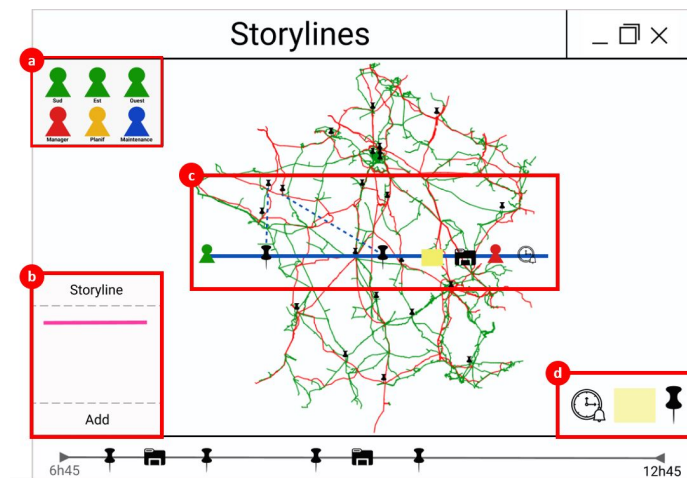 Storylines
a
Sud Est Ouest
Manager Planif Maintenance
c
b
Storyline
Add
d
6h45 12h45